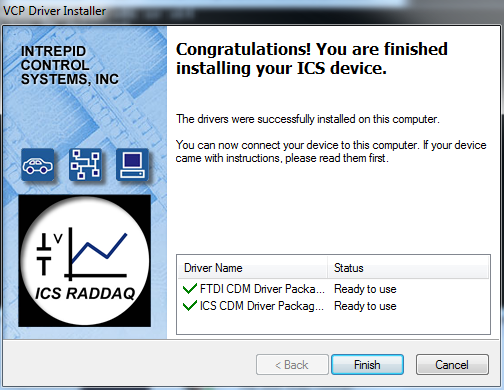 VCP Driver Installer
INTREPID
CONTROL
SYSTEMS, INC
V
ICS RADDAQ
Congratulations! You are finished
installing your ICS device.
The drivers were successfully installed on this computer.
You can now connect your device to this computer. If your device
came with instructions, please read them first.
Driver Name Status
FTDI CDM Driver Packa... Ready to use
ICS CDM Driver Packag... Ready to use
< Back Finish Cancel